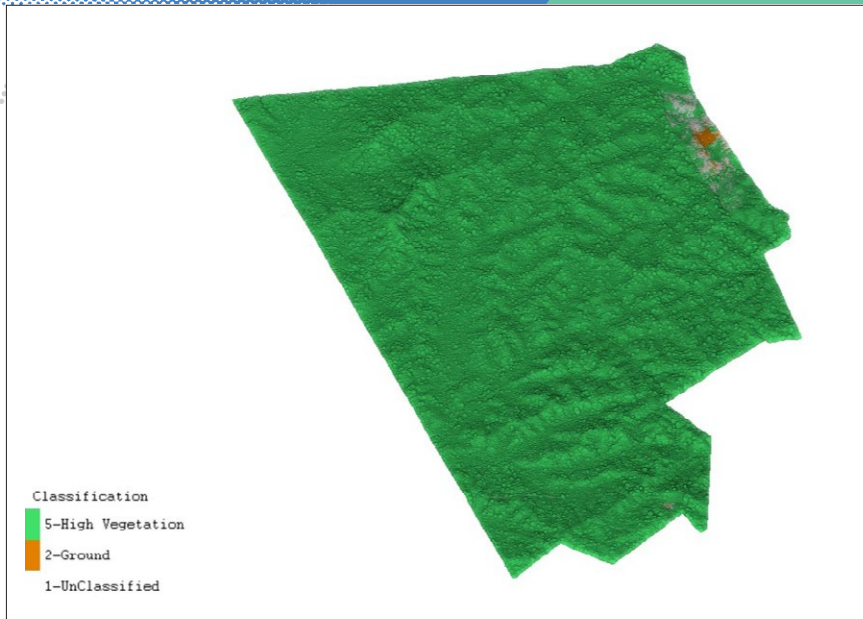 Classification
5-High Vegetation
2-Ground
1-UnClassified